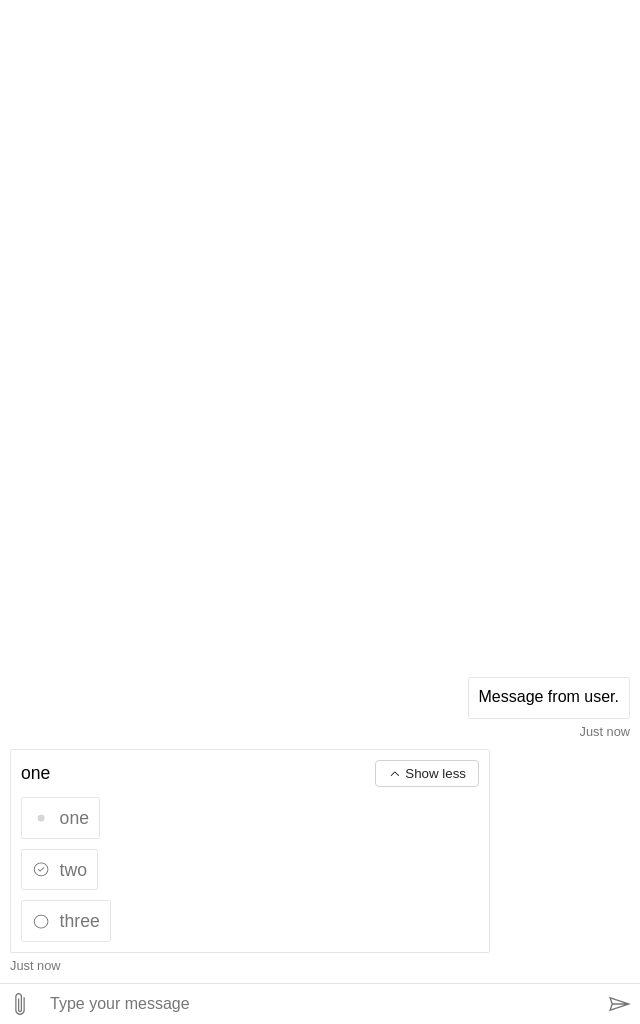 Message from user.
Just now
one
Show less
one
two
three
Just now
Type your message